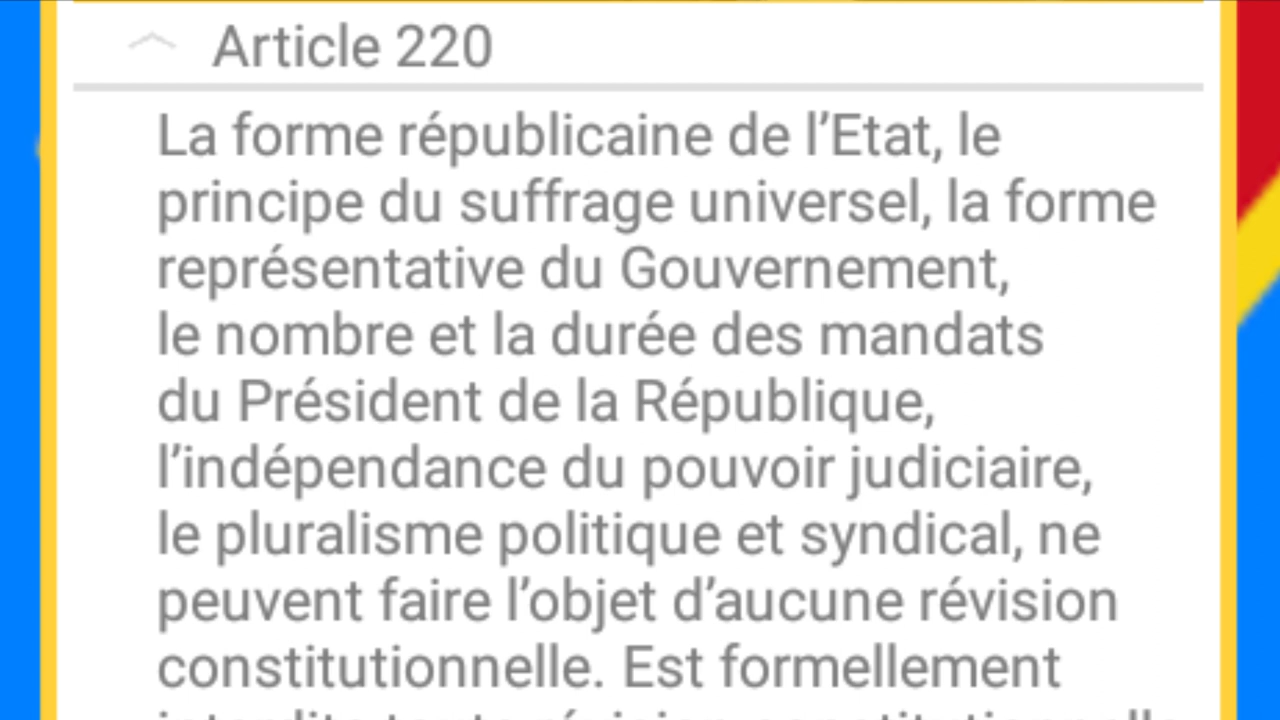 Article 220
La forme républicaine de l’Etat, le
principe du suffrage universel, la forme
représentative du Gouvernement,
le nombre et la durée des mandats
du Président de la République,
l’indépendance du pouvoir judiciaire,
le pluralisme politique et syndical, ne
peuvent faire l’objet d’aucune révision
constitutionnelle. Est formellement